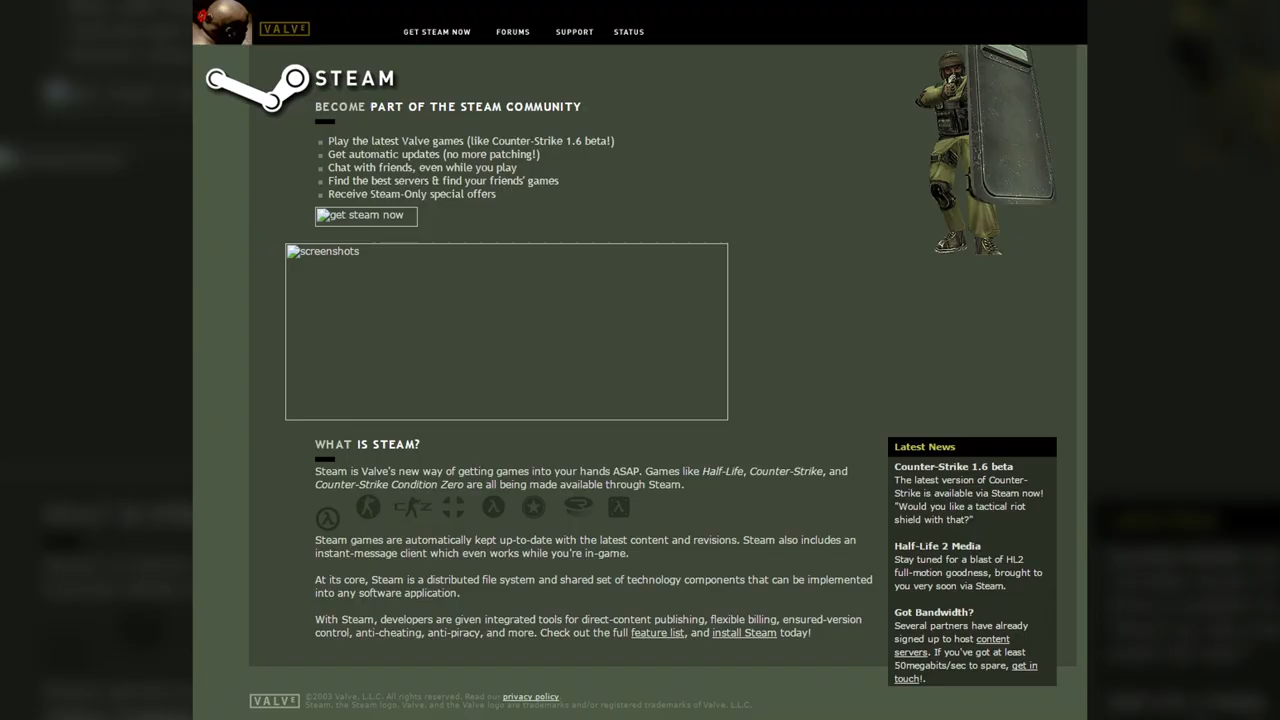 VALVE
GET STEAM NOW FORUMS SUPPORT STATUS
STEAM
BECOME PART OF THE STEAM COMMUNITY
Play the latest Valve games (like Counter-Strike 1.6 beta!)
Get automatic updates (no more patching!)
Chat with friends, even while you play
Find the best servers & find your friends' games
Receive Steam-Only special offers
get steam now
screenshots
WHAT IS STEAM?
Steam is Valve's new way of getting games into your hands ASAP. Games like Half-Life, Counter-Strike, and
Counter-Strike Condition Zero are all being made available through Steam.
CZ
Steam games are automatically kept up-to-date with the latest content and revisions. Steam also includes an
instant-message client which even works while you're in-game.
At its core, Steam is a distributed file system and shared set of technology components that can be implemented
into any software application.
With Steam, developers are given integrated tools for direct-content publishing, flexible billing, ensured-version
control, anti-cheating, anti-piracy, and more. Check out the full feature list, and install Steam today!
Latest News
Counter-Strike 1.6 beta
The latest version of Counter-
Strike is available via Steam now!
"Would you like a tactical riot
shield with that?"
Half-Life 2 Media
Stay tuned for a blast of HL2
full-motion goodness, brought to
you very soon via Steam.
Got Bandwidth?
Several partners have already
signed up to host content
servers. If you've got at least
50megabits/sec to spare, get in
touch!.
VALVE
©2003 Valve, L.L.C. All rights reserved. Read our privacy policy.
Steam, the Steam logo, Valve, and the Valve logo are trademarks and/or registered trademarks of Valve, L.L.C.